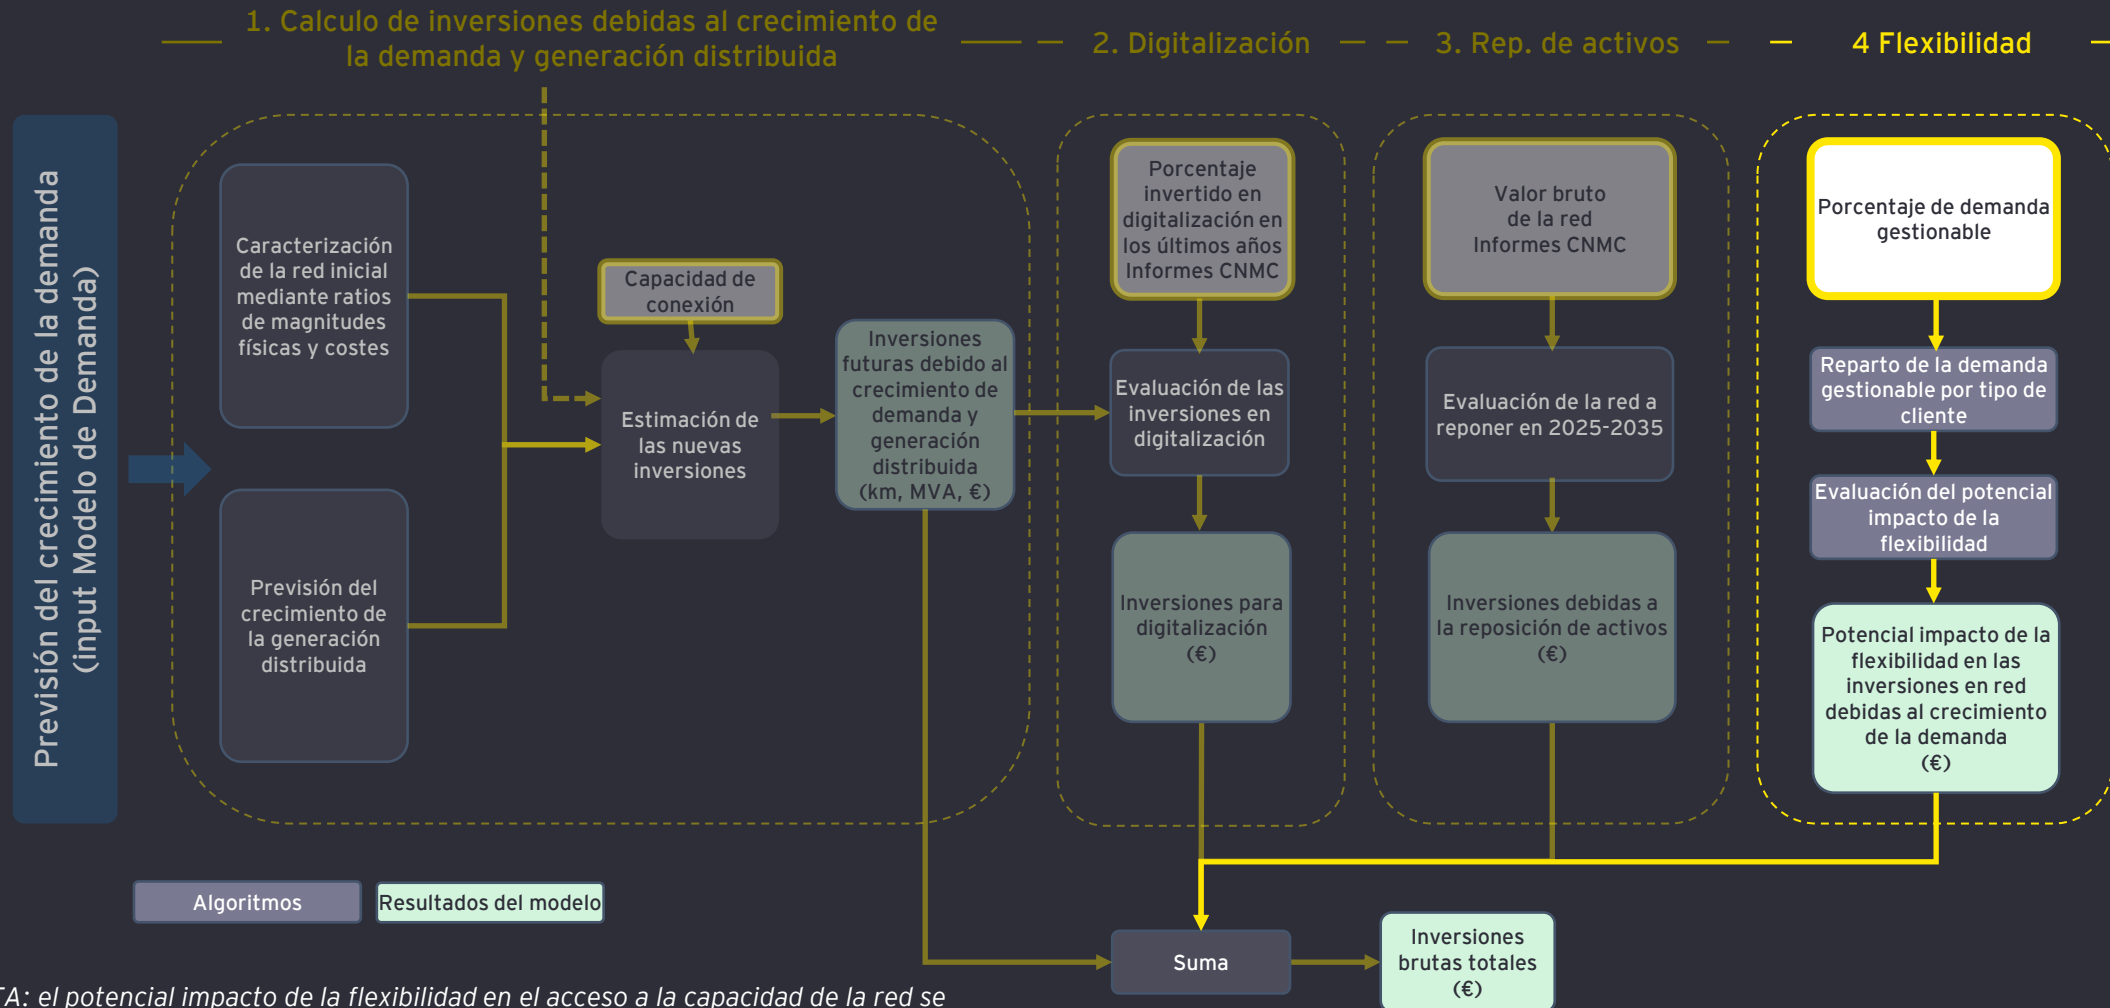 1. Calculo de inversiones debidas al crecimiento de
la demanda y generación distribuida
2. Digitalización
3. Rep. de activos
4 Flexibilidad
Previsión del crecimiento de la demanda
(input Modelo de Demanda)
Caracterización
de la red inicial
mediante ratios
de magnitudes
físicas y costes
Previsión del
crecimiento de
la generación
distribuida
Capacidad de
conexión
Estimación de
las nuevas
inversiones
Inversiones
futuras debido al
crecimiento de
demanda y
generación
distribuida
(km, MVA, €)
Porcentaje
invertido en
digitalización en
los últimos años
Informes CNMC
Evaluación de las
inversiones en
digitalización
Inversiones para
digitalización
(€)
Valor bruto
de la red
Informes CNMC
Evaluación de la red a
reponer en 2025-2035
Inversiones debidas a
la reposición de activos
(€)
Porcentaje de demanda
gestionable
Reparto de la demanda
gestionable por tipo de
cliente
Evaluación del potencial
impacto de la
flexibilidad
Potencial impacto de la
flexibilidad en las
inversiones en red
debidas al crecimiento
de la demanda
(€)
Algoritmos
Resultados del modelo
Suma
Inversiones
brutas totales
(€)
TA: el potencial impacto de la flexibilidad en el acceso a la capacidad de la red se